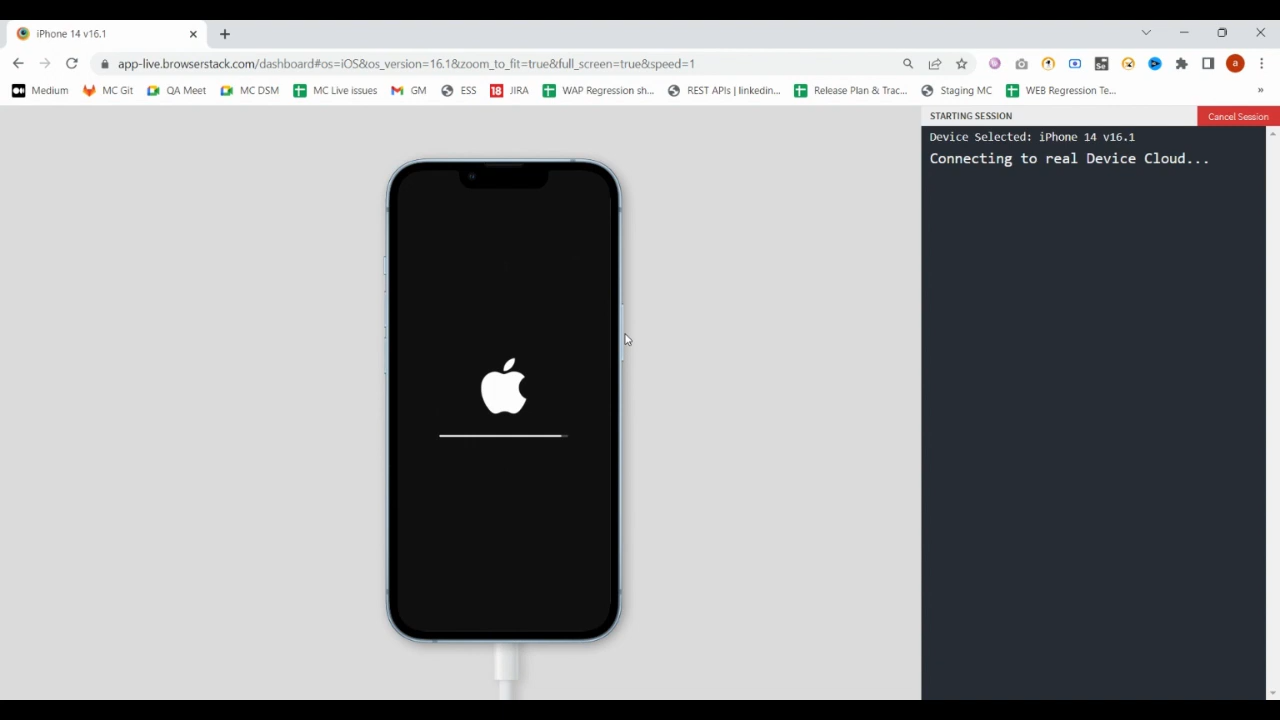 iPhone 14 v16.1
app-live.browserstack.com/dashboard#os=iOS&os_version=16.1&zoom_to_fit=true&full_screen=true&speed=1
a
Medium MC Git QA Meet MC DSM MC Live issues GM ESS 18 JIRA WAP Regression sh... REST APIs | linkedin... Release Plan & Trac... Staging MC WEB Regression Te... »
STARTING SESSION Cancel Session
Device Selected: iPhone 14 v16.1
Connecting to real Device Cloud...